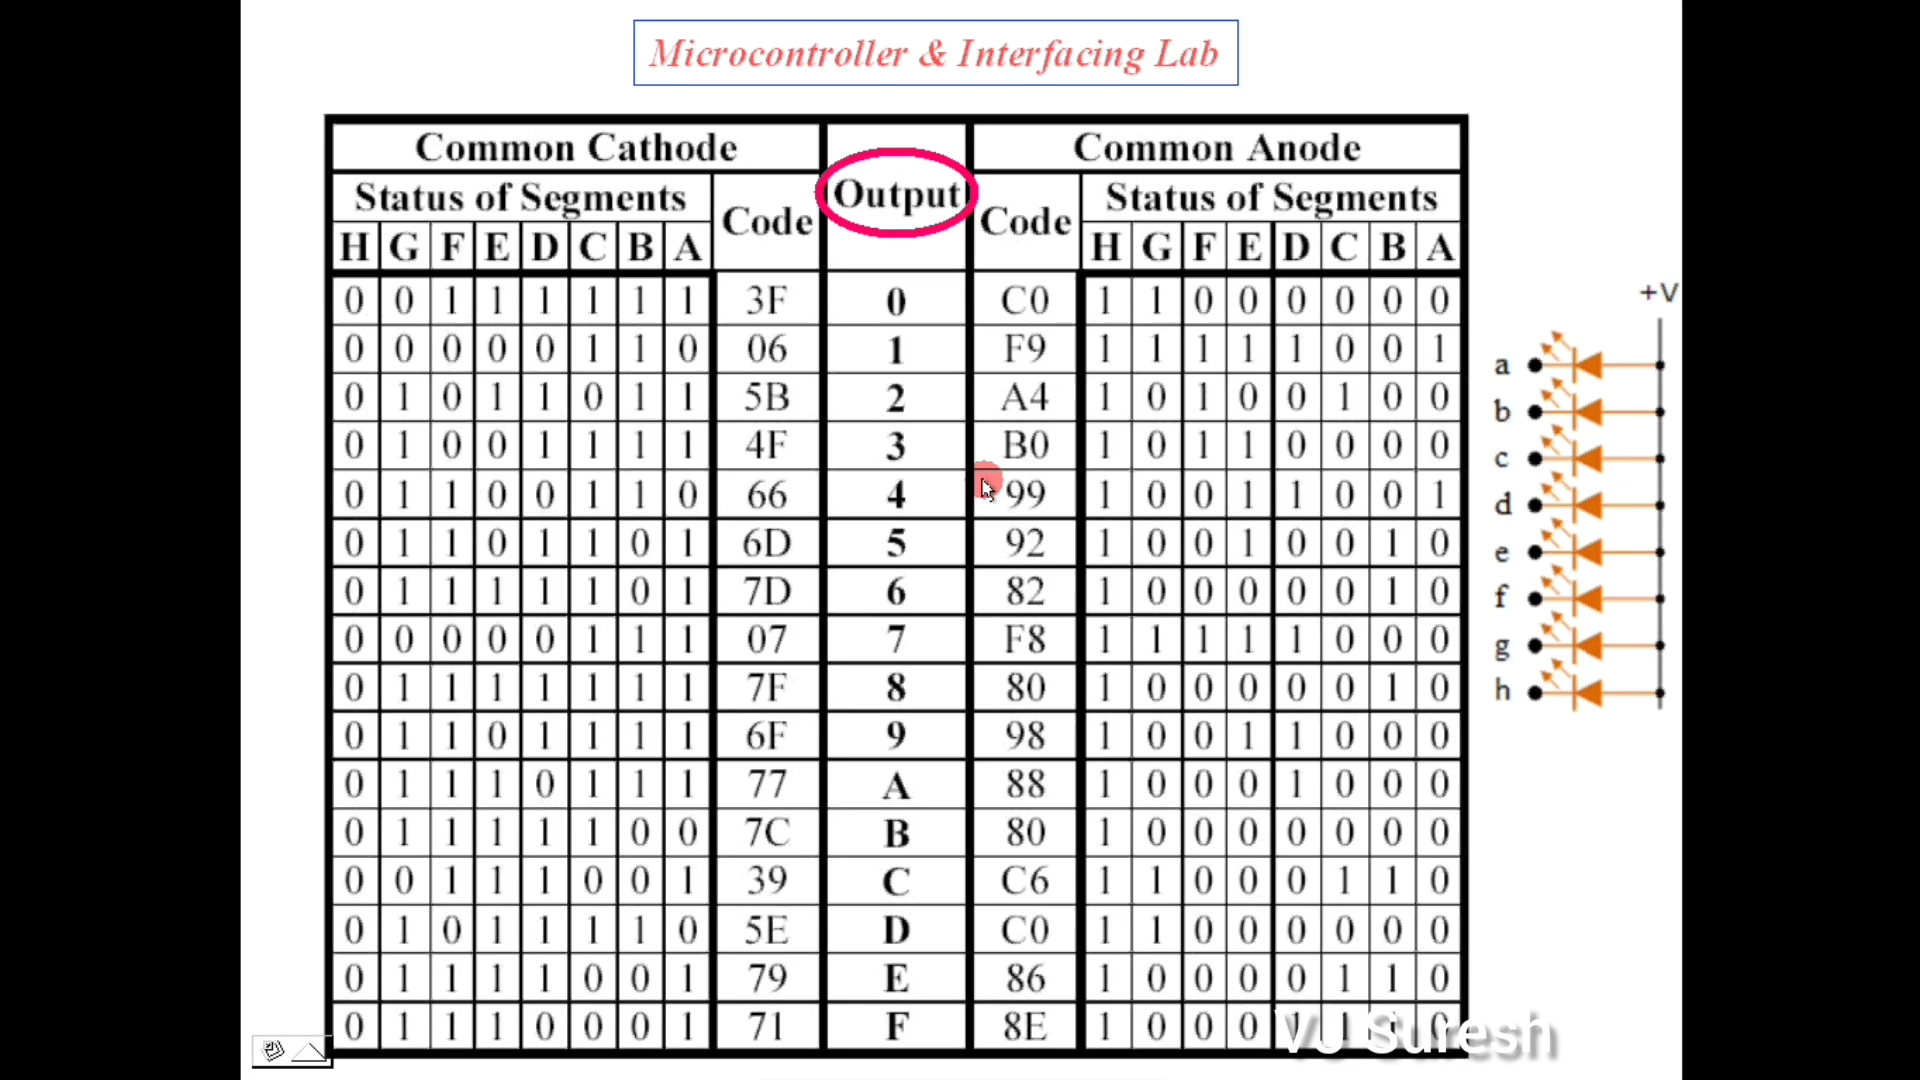 Microcontroller & Interfacing Lab
Common Cathode Output Common Anode
Status of Segments Code Code Status of Segments
H G F E D C B A H G F E D C B A
0 0 1 1 1 1 1 1 3F 0 C0 1 1 0 0 0 0 0 0
0 0 0 0 0 1 1 0 06 1 F9 1 1 1 1 1 0 0 1
0 1 0 1 1 0 1 1 5B 2 A4 1 0 1 0 0 1 0 0
0 1 0 0 1 1 1 1 4F 3 B0 1 0 1 1 0 0 0 0
0 1 1 0 0 1 1 0 66 4 99 1 0 0 1 1 0 0 1
0 1 1 0 1 1 0 1 6D 5 92 1 0 0 1 0 0 1 0
0 1 1 1 1 1 0 1 7D 6 82 1 0 0 0 0 0 1 0
0 0 0 0 0 1 1 1 07 7 F8 1 1 1 1 1 0 0 0
0 1 1 1 1 1 1 1 7F 8 80 1 0 0 0 0 0 1 0
0 1 1 0 1 1 1 1 6F 9 98 1 0 0 1 1 0 0 0
0 1 1 1 0 1 1 1 77 A 88 1 0 0 0 1 0 0 0
0 1 1 1 1 1 0 0 7C B 80 1 0 0 0 0 0 0 0
0 0 1 1 1 0 0 1 39 C C6 1 1 0 0 0 1 1 0
0 1 0 1 1 1 1 0 5E D C0 1 1 0 0 0 0 0 0
0 1 1 1 1 0 0 1 79 E 86 1 0 0 0 0 1 1 0
0 1 1 1 0 0 0 1 71 F 8E 1 0 0 0
+V
a
b
c
d
e
f
g
h
VJ Suresh